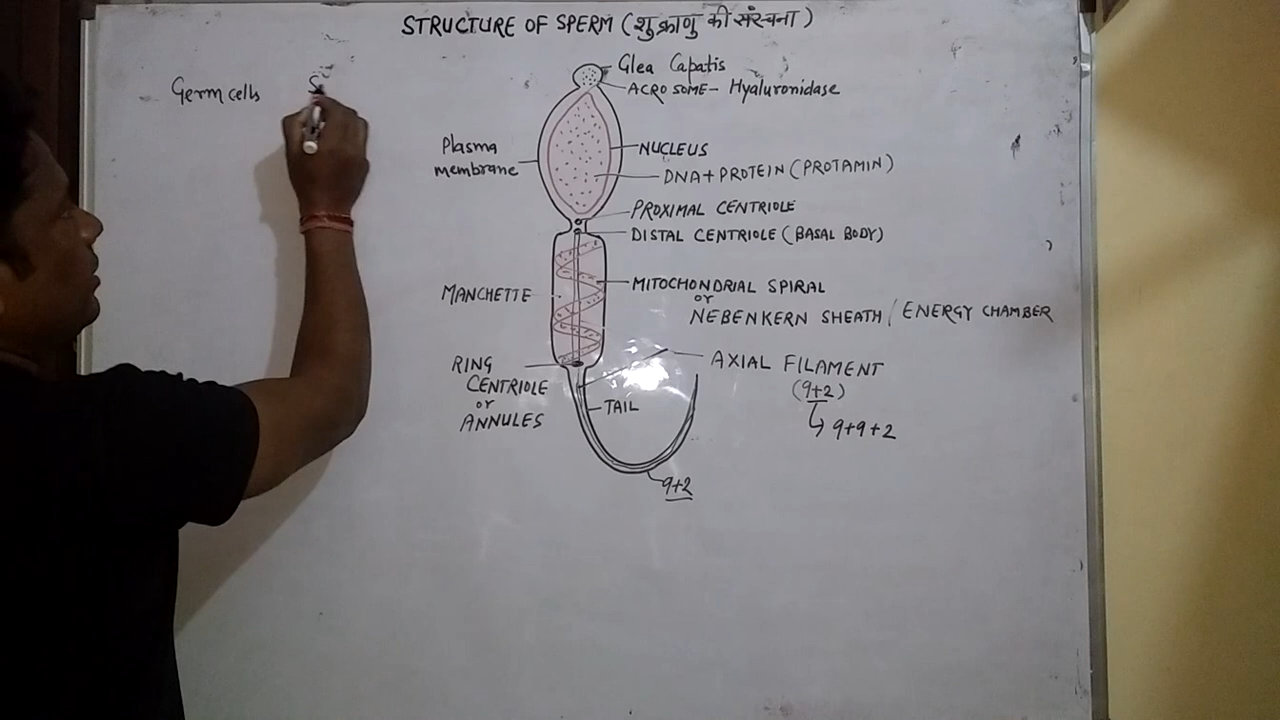 STRUCTURE OF SPERM (शुक्राणु की संरचना)
Germ cells S
Glea Capatis
ACROSOME - Hyaluronidase
Plasma
membrane
NUCLEUS
DNA + PROTEIN (PROTAMIN)
PROXIMAL CENTRIOLE
DISTAL CENTRIOLE (BASAL BODY)
MANCHETTE
MITOCHONDRIAL SPIRAL
or
NEBENKERN SHEATH / ENERGY CHAMBER
RING
CENTRIOLE
or
ANNULES
AXIAL FILAMENT
(9+2)
9+9+2
TAIL
9+2